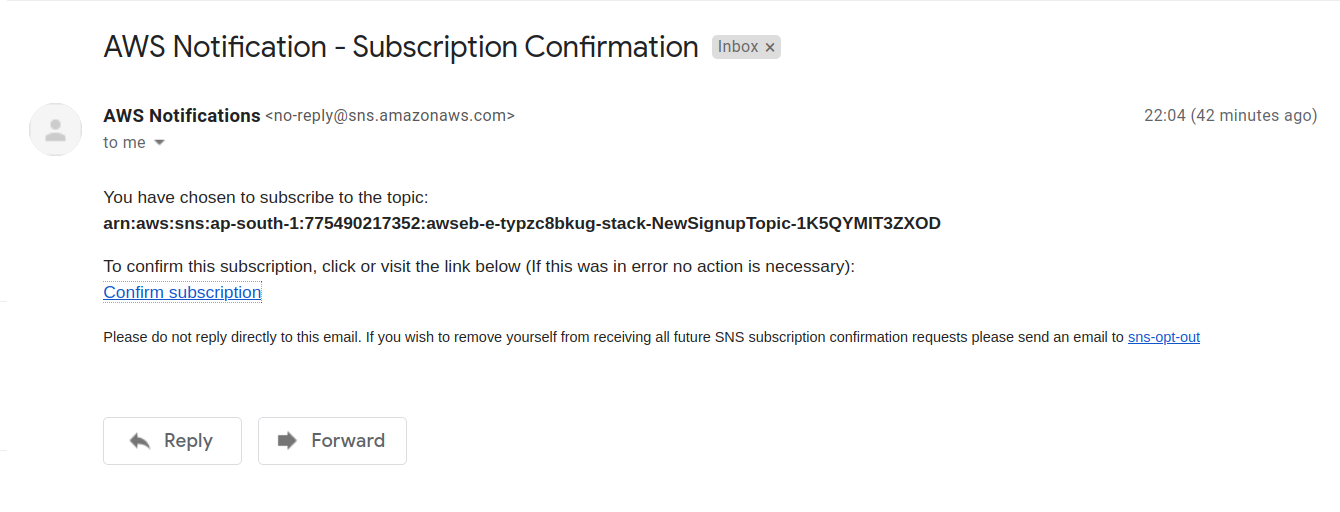 AWS Notification - Subscription Confirmation Inbox ×
AWS Notifications <no-reply@sns.amazonaws.com> 22:04 (42 minutes ago)
to me
You have chosen to subscribe to the topic:
arn:aws:sns:ap-south-1:775490217352:awseb-e-typzc8bkug-stack-NewSignupTopic-1K5QYMIT3ZXOD
To confirm this subscription, click or visit the link below (If this was in error no action is necessary):
Confirm subscription
Please do not reply directly to this email. If you wish to remove yourself from receiving all future SNS subscription confirmation requests please send an email to sns-opt-out
Reply Forward